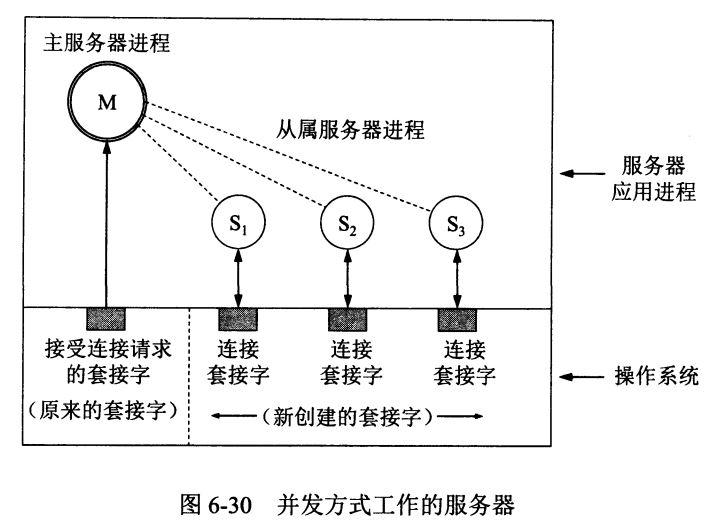 主服务器进程
M
从属服务器进程
服务器
应用进程
S₁
S₂
S₃
接受连接请求
的套接字
(原来的套接字)
连接
套接字
连接
套接字
连接
套接字
(新创建的套接字)
操作系统
图 6-30 并发方式工作的服务器